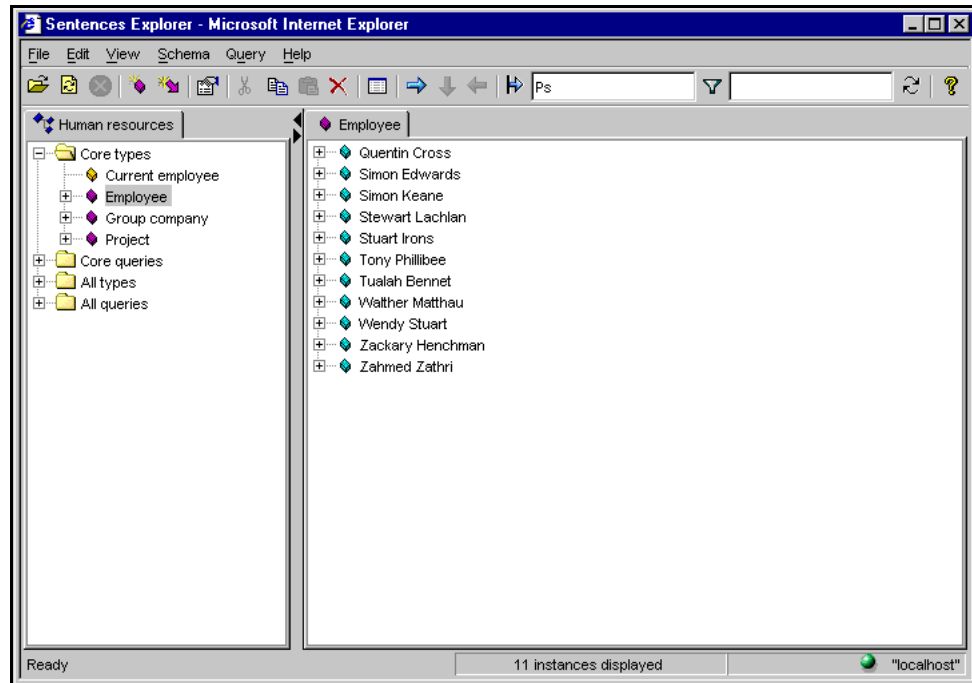 Sentences Explorer - Microsoft Internet Explorer
File Edit View Schema Query Help
Ps
Human resources
Employee
Core types
Current employee
Employee
Group company
Project
Core queries
All types
All queries
Quentin Cross
Simon Edwards
Simon Keane
Stewart Lachlan
Stuart Irons
Tony Phillibee
Tualah Bennet
Walther Matthau
Wendy Stuart
Zackary Henchman
Zahmed Zathri
Ready
11 instances displayed
"localhost"